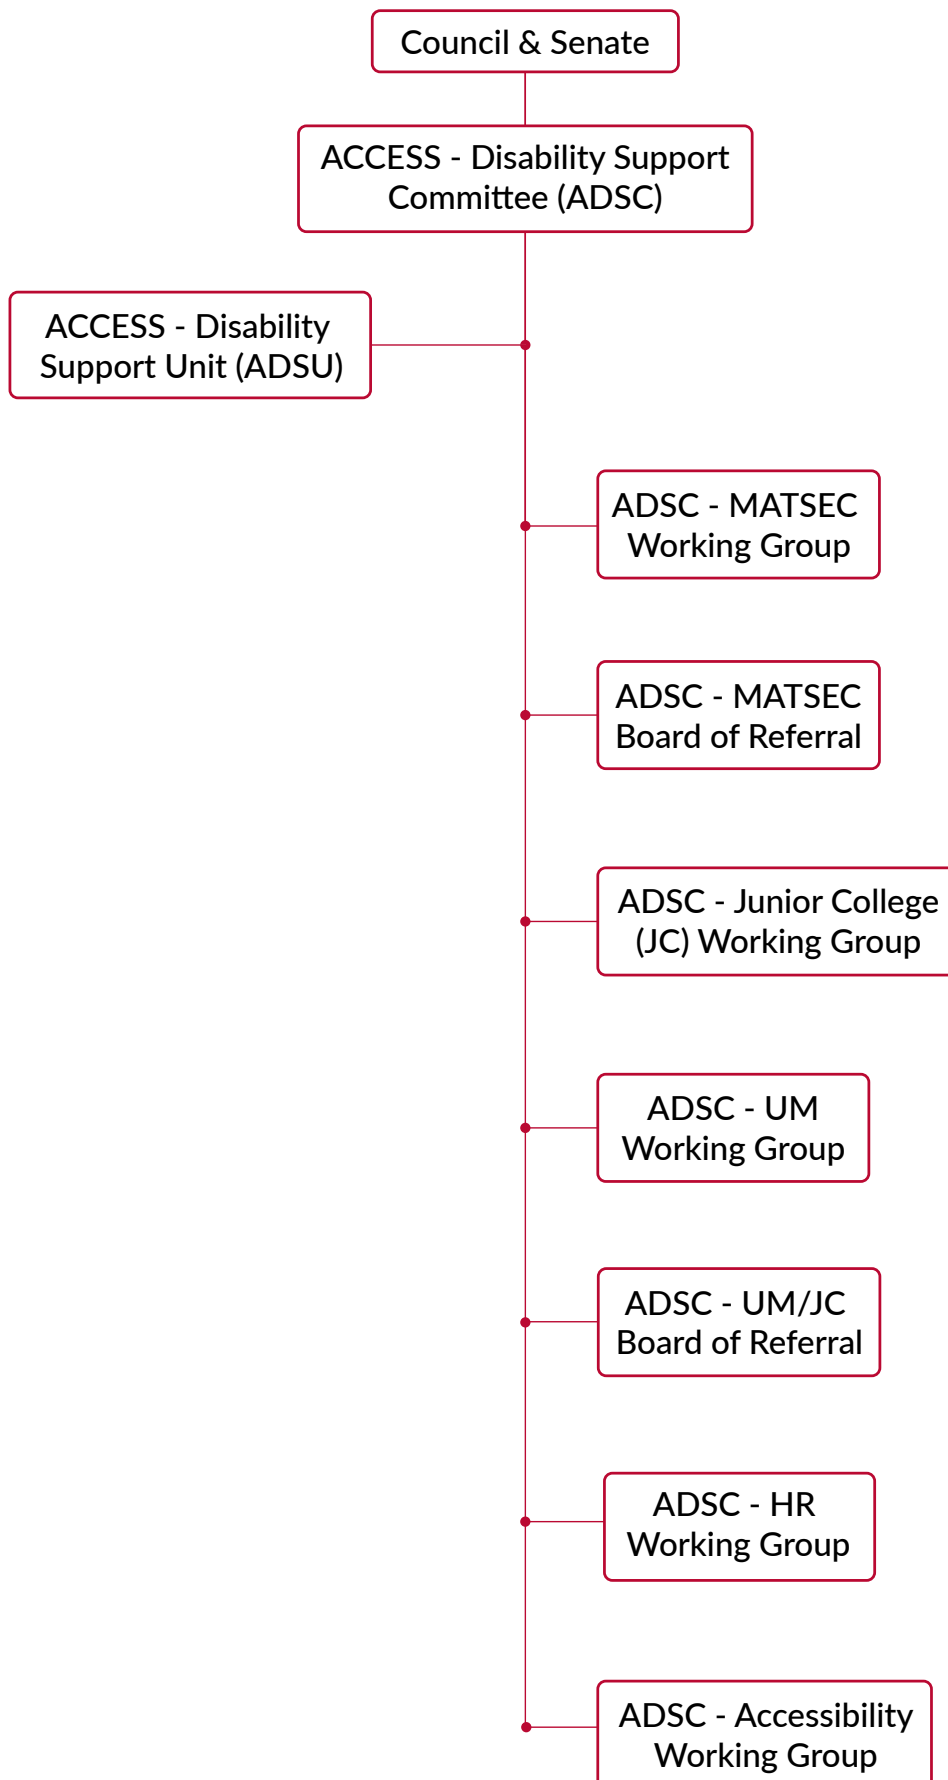 Council & Senate
ACCESS - Disability Support
Committee (ADSC)
ACCESS - Disability
Support Unit (ADSU)
ADSC - MATSEC
Working Group
ADSC - MATSEC
Board of Referral
ADSC - Junior College
(JC) Working Group
ADSC - UM
Working Group
ADSC - UM/JC
Board of Referral
ADSC - HR
Working Group
ADSC - Accessibility
Working Group